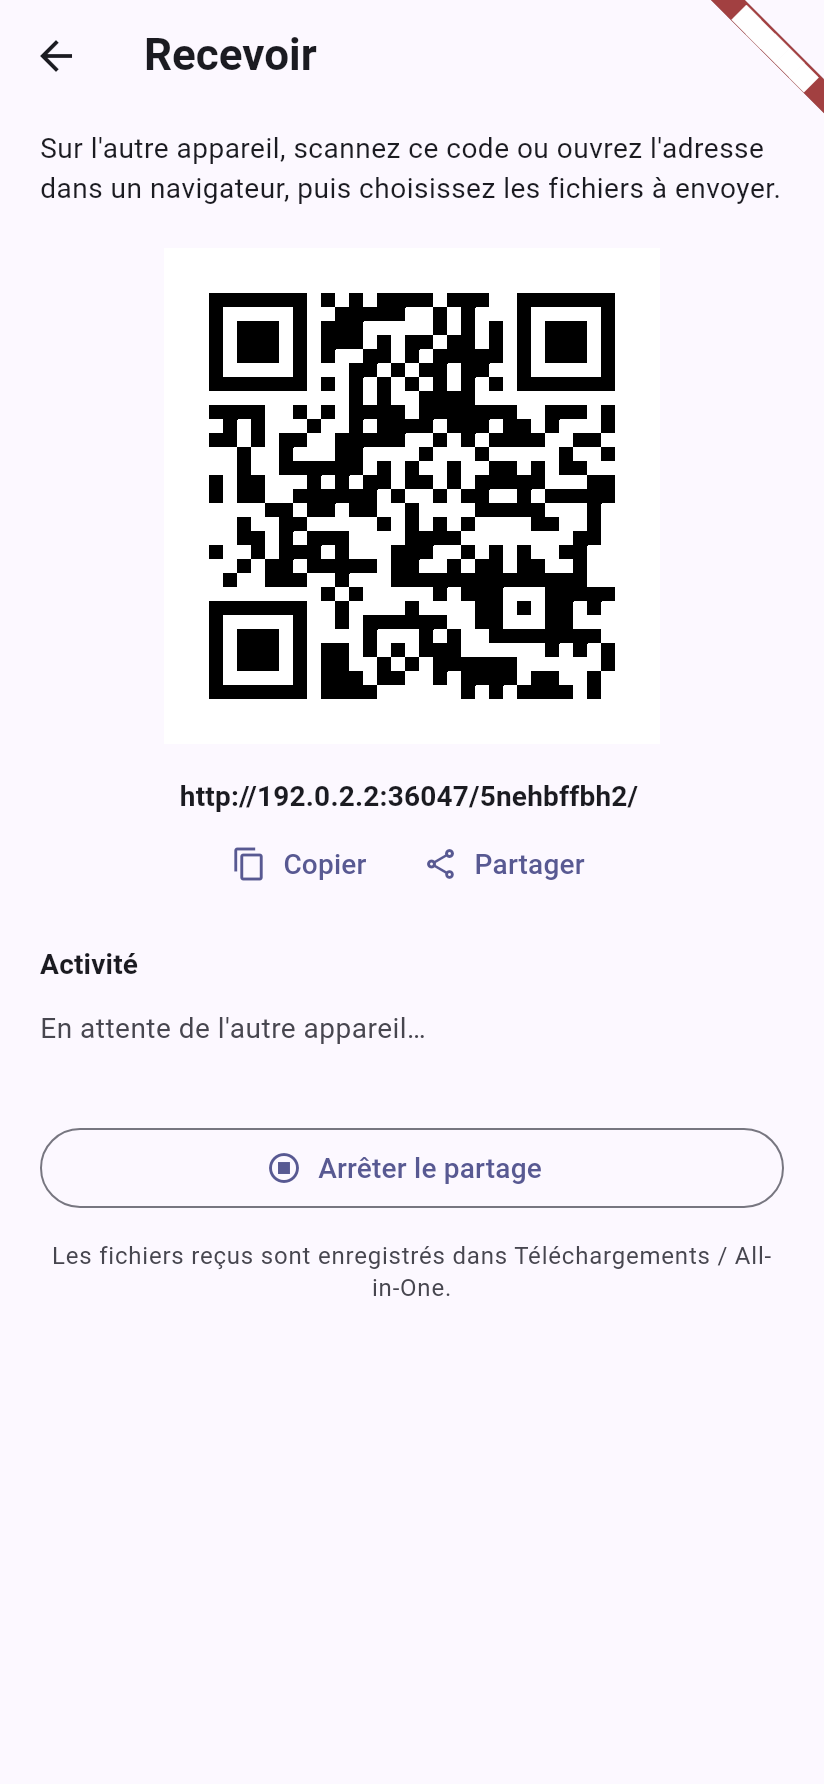 Recevoir
Sur l'autre appareil, scannez ce code ou ouvrez l'adresse
dans un navigateur, puis choisissez les fichiers à envoyer.
http://192.0.2.2:36047/5nehbffbh2/
Copier
Partager
Activité
En attente de l'autre appareil…
Arrêter le partage
Les fichiers reçus sont enregistrés dans Téléchargements / All-
in-One.